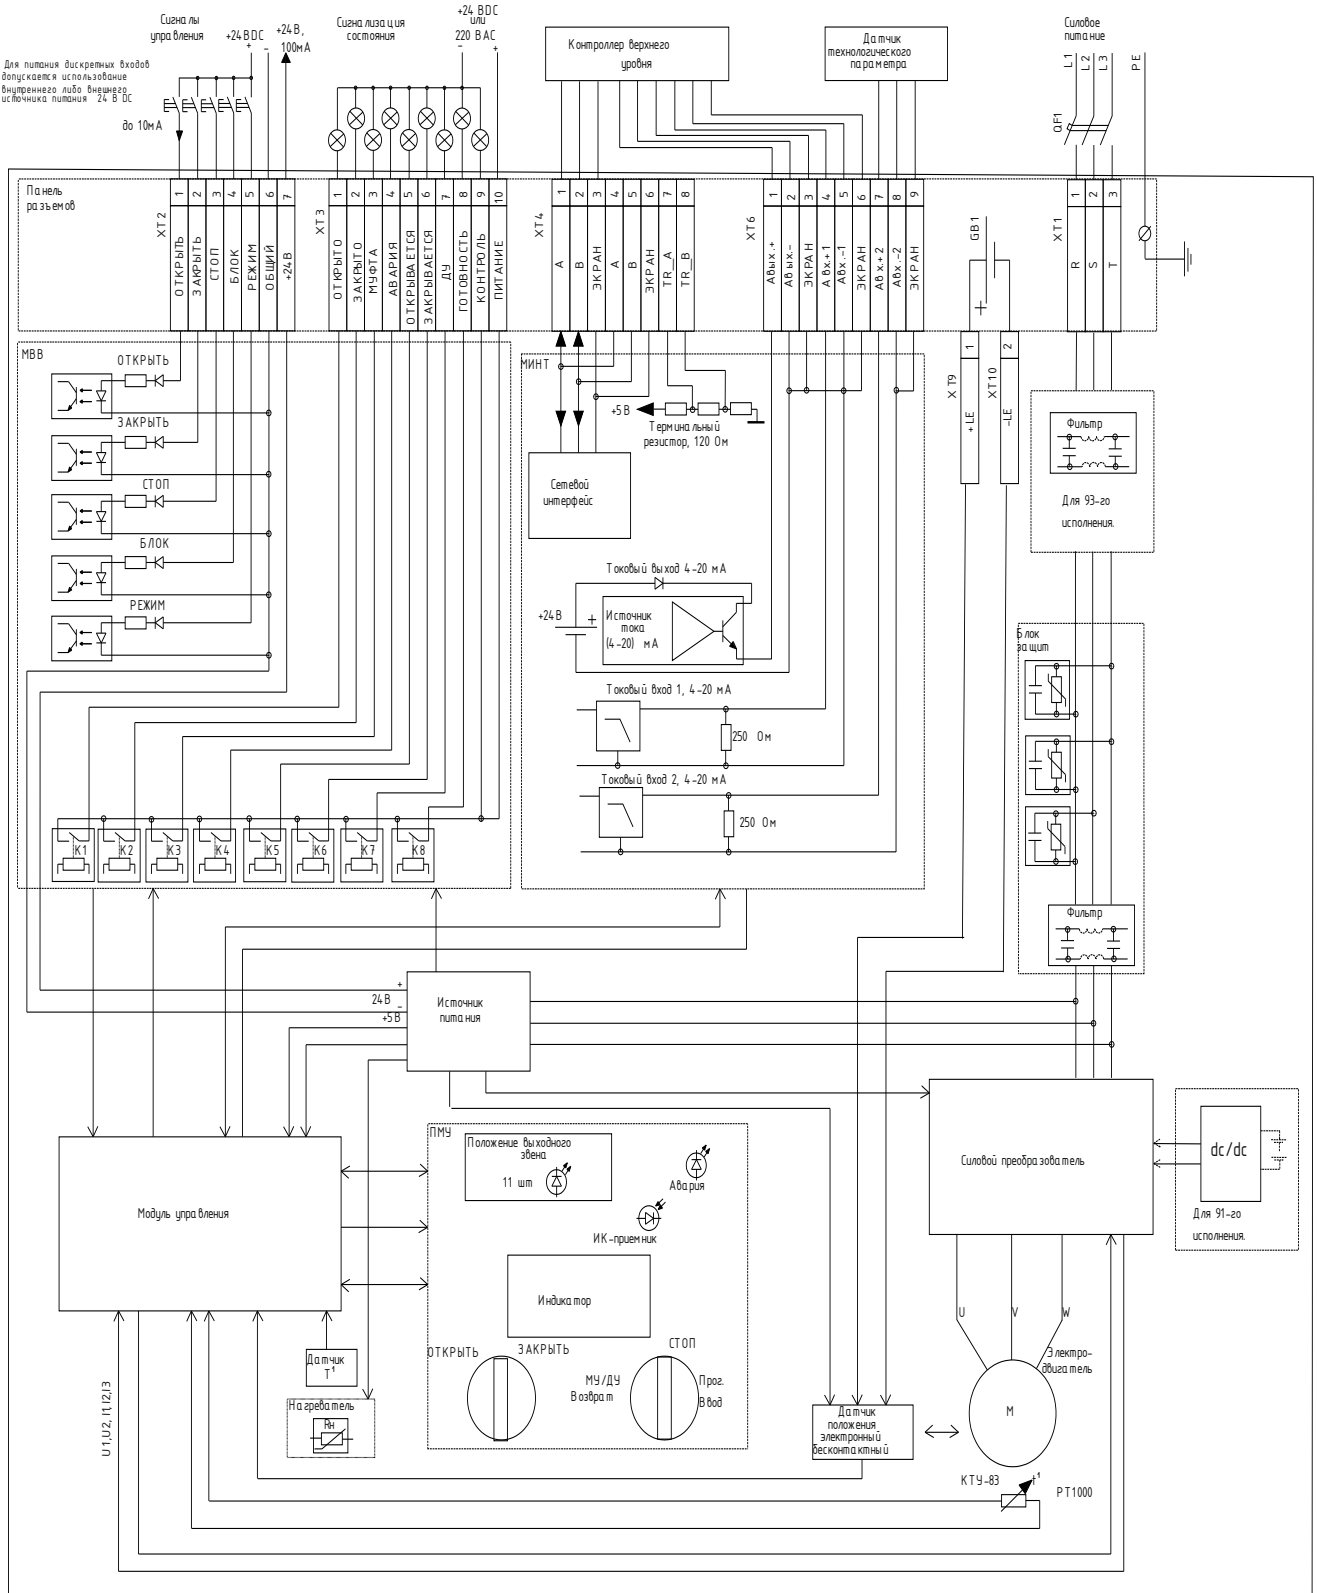 Сигналы
управления
+24 В DC
+ -
+24 В,
100мА
Для питания дискретных входов
допускается использование
внутреннего либо внешнего
источника питания 24 В DC
до 10мА
Сигнализация
состояния
+24 ВDC
или
220 В АС
- +
Контроллер верхнего
уровня
Датчик
технологического
параметра
Силовое
питание
L1
L2
L3
PE
QF1
Панель
разъемов
XT2
1 ОТКРЫТЬ
2 ЗАКРЫТЬ
3 СТОП
4 БЛОК
5 РЕЖИМ
6 ОБЩИЙ
7 +24В
XT3
1 ОТКРЫТО
2 ЗАКРЫТО
3 МУФТА
4 АВАРИЯ
5 ОТКРЫВАЕТСЯ
6 ЗАКРЫВАЕТСЯ
7 ДУ
8 ГОТОВНОСТЬ
9 КОНТРОЛЬ
10 ПИТАНИЕ
XT4
1 A
2 B
3 ЭКРАН
4 A
5 B
6 ЭКРАН
7 TR_A
8 TR_B
XT6
1 Авых.+
2 Авых.-
3 ЭКРАН
4 Авх.+1
5 Авх.-1
6 ЭКРАН
7 Авх.+2
8 Авх.-2
9 ЭКРАН
GB1
+
XT1
1 R
2 S
3 T
XT9
1 +LE
XT10
2 -LE
МВВ
ОТКРЫТЬ
ЗАКРЫТЬ
СТОП
БЛОК
РЕЖИМ
K1
K2
K3
K4
K5
K6
K7
K8
МИНТ
+5 В
Терминальный
резистор, 120 Ом
Сетевой
интерфейс
Токовый выход 4-20 мА
+24 В
+
Источник
тока
(4-20) мА
Токовый вход 1, 4-20 мА
250 Ом
Токовый вход 2, 4-20 мА
250 Ом
Фильтр
Для 93-го
исполнения.
Блок
защит
Фильтр
+
24 В
-
+5 В
Источник
питания
Модуль управления
ПМУ
Положение выходного
звена
11 шт
Авария
ИК-приемник
Индикатор
ОТКРЫТЬ
ЗАКРЫТЬ
СТОП
МУ/ДУ
Возврат
Прог.
Ввод
Силовой преобразователь
dc/dc
Для 91-го
исполнения.
U
V
W
Электро-
двигатель
М
Датчик
T¹
Нагреватель
Rн
U1,U2, I1,I2,I3
Датчик
положения
электронный
бесконтактный
КТУ-83
t¹
PT1000